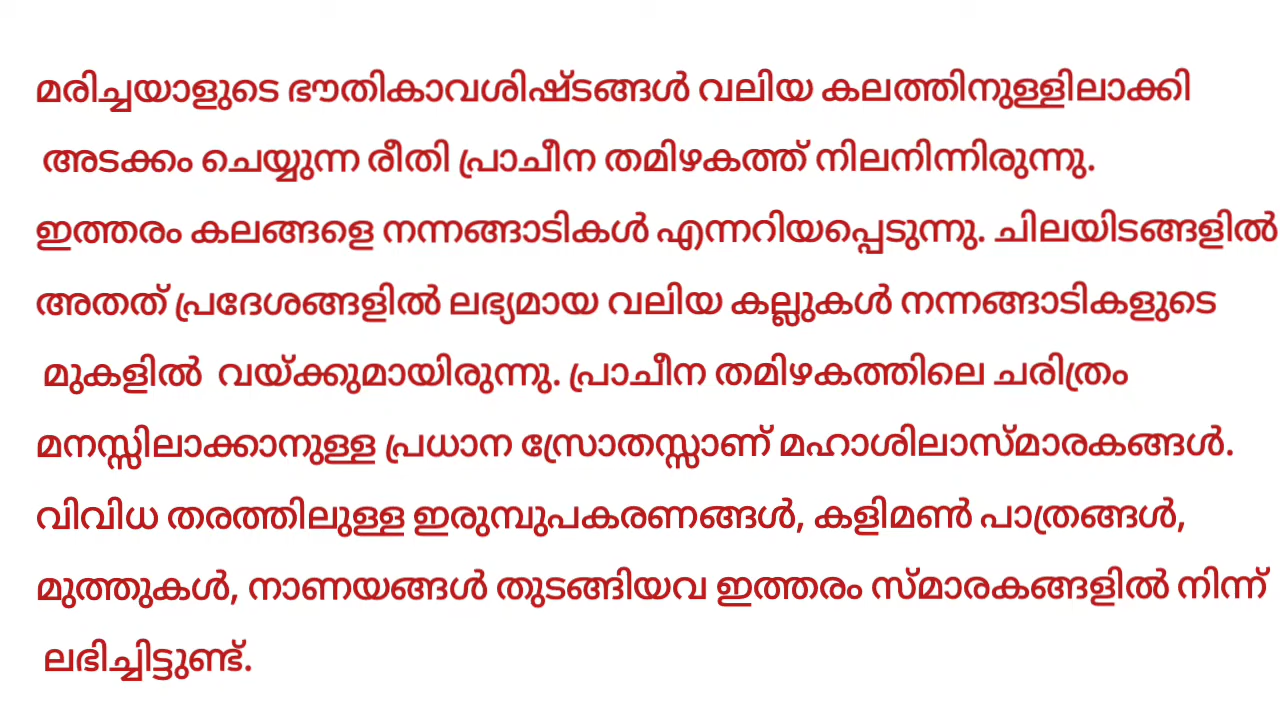 മരിച്ചയാളുടെ ഭൗതികാവശിഷ്ടങ്ങൾ വലിയ കലത്തിനുള്ളിലാക്കി
അടക്കം ചെയ്യുന്ന രീതി പ്രാചീന തമിഴകത്ത് നിലനിന്നിരുന്നു.
ഇത്തരം കലങ്ങളെ നന്നങ്ങാടികൾ എന്നറിയപ്പെടുന്നു. ചിലയിടങ്ങളിൽ
അതത് പ്രദേശങ്ങളിൽ ലഭ്യമായ വലിയ കല്ലുകൾ നന്നങ്ങാടികളുടെ
മുകളിൽ വയ്ക്കുമായിരുന്നു. പ്രാചീന തമിഴകത്തിലെ ചരിത്രം
മനസ്സിലാക്കാനുള്ള പ്രധാന സ്രോതസ്സാണ് മഹാശിലാസ്മാരകങ്ങൾ.
വിവിധ തരത്തിലുള്ള ഇരുമ്പുപകരണങ്ങൾ, കളിമൺ പാത്രങ്ങൾ,
മുത്തുകൾ, നാണയങ്ങൾ തുടങ്ങിയവ ഇത്തരം സ്മാരകങ്ങളിൽ നിന്ന്
ലഭിച്ചിട്ടുണ്ട്.